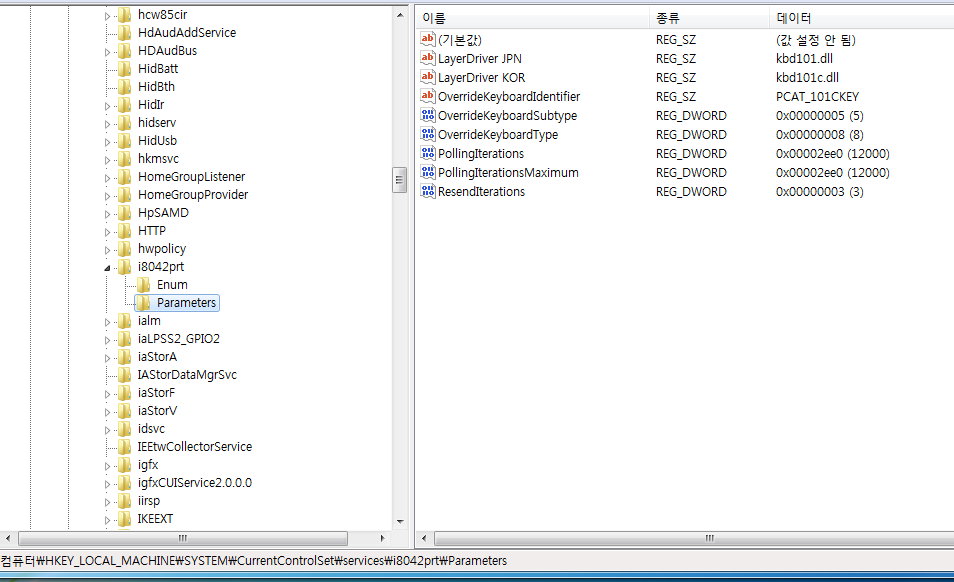 hcw85cir
HdAudAddService
HDAudBus
HidBatt
HidBth
HidIr
hidserv
HidUsb
hkmsvc
HomeGroupListener
HomeGroupProvider
HpSAMD
HTTP
hwpolicy
i8042prt
Enum
Parameters
ialm
iaLPSS2_GPIO2
iaStorA
IAStorDataMgrSvc
iaStorF
iaStorV
idsvc
IEEtwCollectorService
igfx
igfxCUIService2.0.0.0
iirsp
IKEEXT
이름 종류 데이터
(기본값) REG_SZ (값 설정 안 됨)
LayerDriver JPN REG_SZ kbd101.dll
LayerDriver KOR REG_SZ kbd101c.dll
OverrideKeyboardIdentifier REG_SZ PCAT_101CKEY
OverrideKeyboardSubtype REG_DWORD 0x00000005 (5)
OverrideKeyboardType REG_DWORD 0x00000008 (8)
PollingIterations REG_DWORD 0x00002ee0 (12000)
PollingIterationsMaximum REG_DWORD 0x00002ee0 (12000)
ResendIterations REG_DWORD 0x00000003 (3)
컴퓨터₩HKEY_LOCAL_MACHINE₩SYSTEM₩CurrentControlSet₩services₩i8042prt₩Parameters